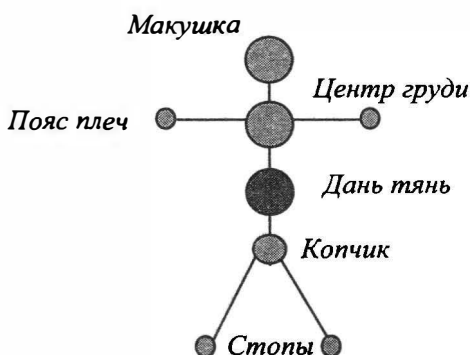 Макушка
Центр груди
Пояс плеч
Дань тянь
Копчик
Стопы